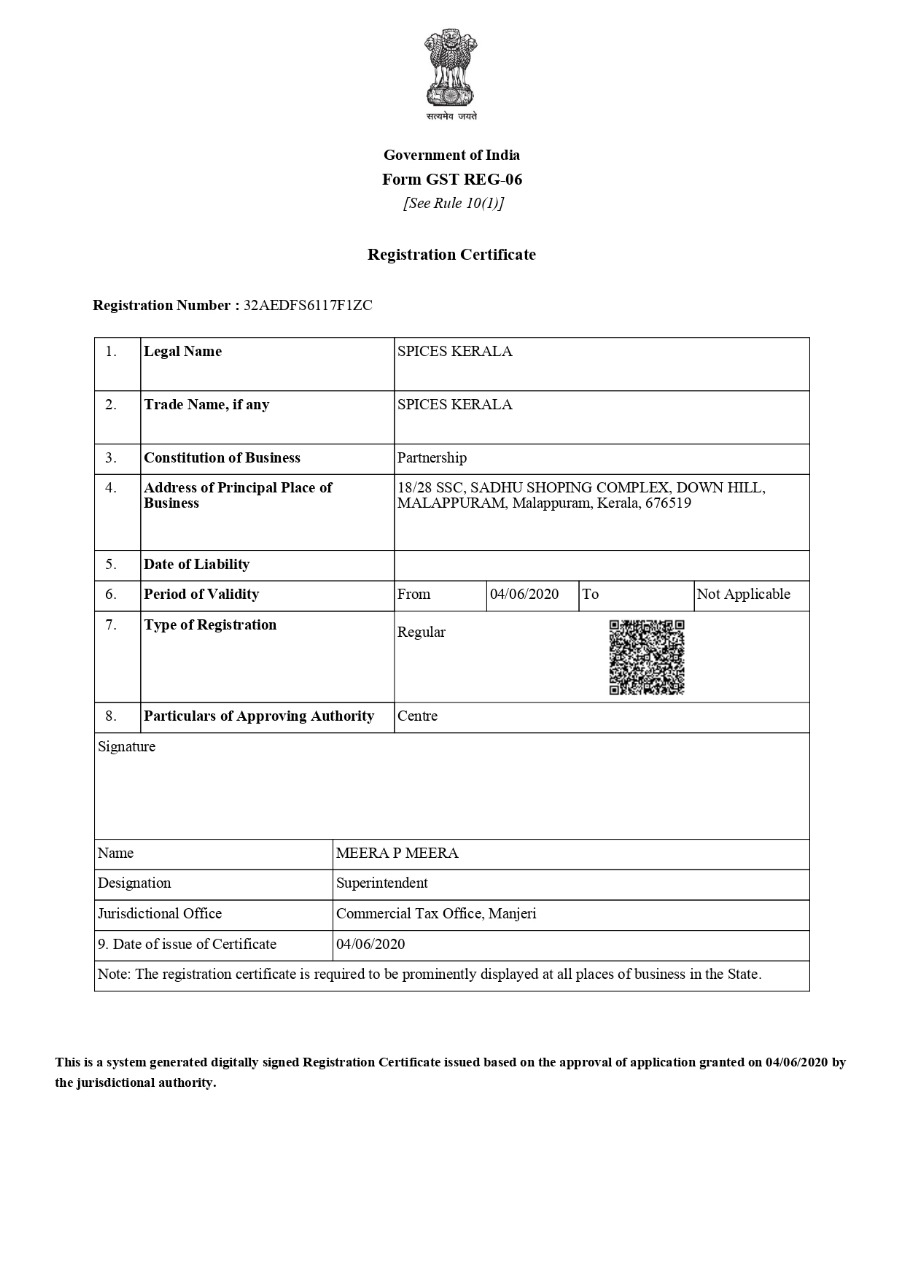 सत्यमेव जयते
Government of India
Form GST REG-06
[See Rule 10(1)]
Registration Certificate
Registration Number : 32AEDFS6117F1ZC
1. Legal Name SPICES KERALA
2. Trade Name, if any SPICES KERALA
3. Constitution of Business Partnership
4. Address of Principal Place of Business 18/28 SSC, SADHU SHOPING COMPLEX, DOWN HILL,
MALAPPURAM, Malappuram, Kerala, 676519
5. Date of Liability
6. Period of Validity From 04/06/2020 To Not Applicable
7. Type of Registration Regular
8. Particulars of Approving Authority Centre
Signature
Name MEERA P MEERA
Designation Superintendent
Jurisdictional Office Commercial Tax Office, Manjeri
9. Date of issue of Certificate 04/06/2020
Note: The registration certificate is required to be prominently displayed at all places of business in the State.
This is a system generated digitally signed Registration Certificate issued based on the approval of application granted on 04/06/2020 by
the jurisdictional authority.